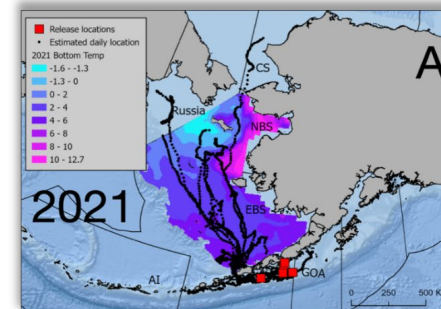 Release locations
Estimated daily location
2021 Bottom Temp
-1.6 - -1.3
-1.3 - 0
0 - 2
2 - 4
4 - 6
6 - 8
8 - 10
10 - 12.7
A
CS
Russia
NBS
2021
EBS
AI
GOA
0 250 500 K